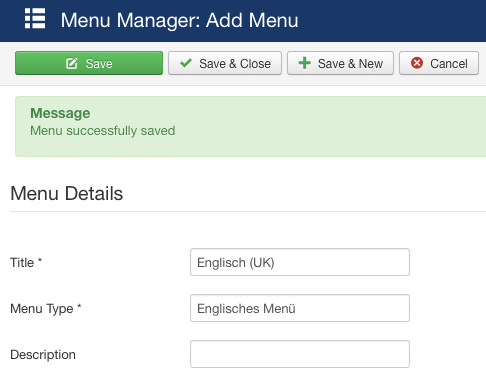 Menu Manager: Add Menu
Save Save & Close Save & New Cancel
Message
Menu successfully saved
Menu Details
Title * Englisch (UK)
Menu Type * Englisches Menü
Description